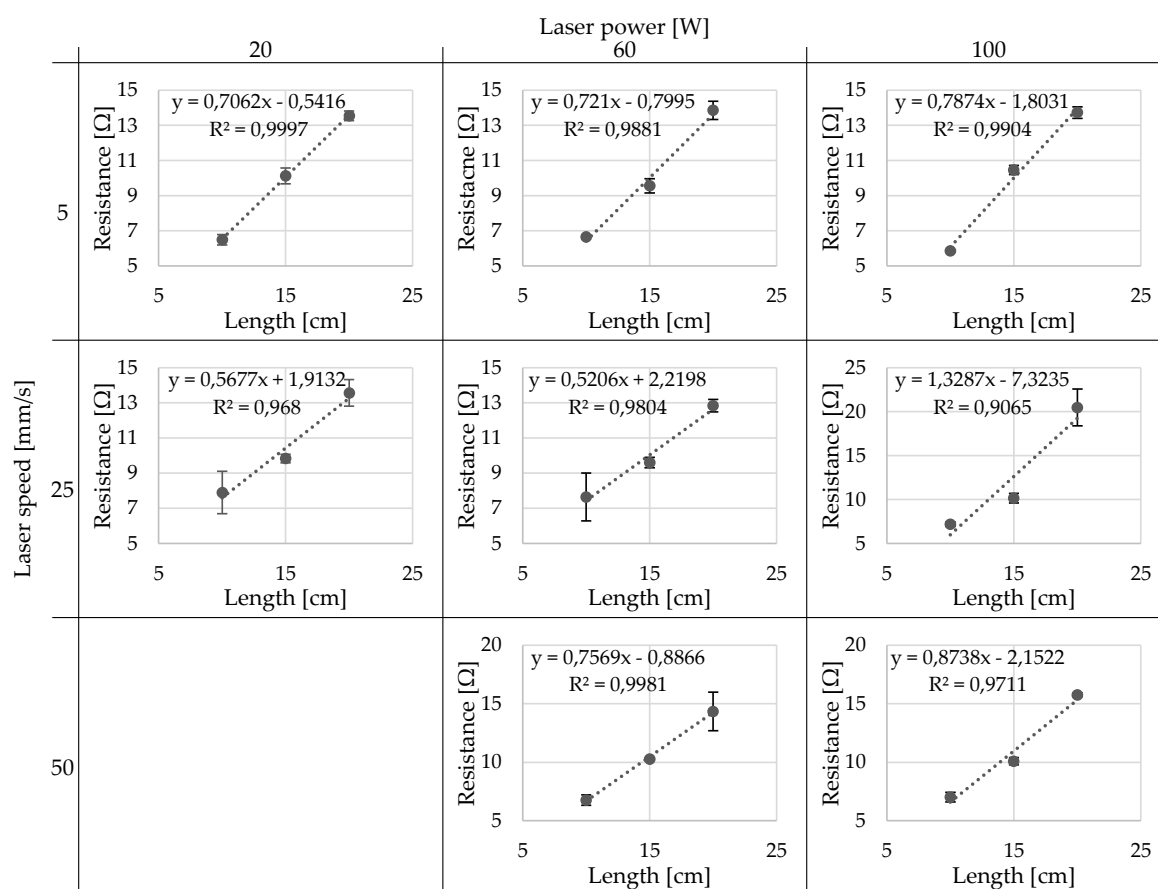 Laser power [W]
20 60 100
Laser speed [mm/s]
5
Resistance [Ω]
15
13
11
9
7
5
y = 0,7062x - 0,5416
R² = 0,9997
5 15 25
Length [cm]
Resistacne [Ω]
15
13
11
9
7
5
y = 0,721x - 0,7995
R² = 0,9881
5 15 25
Length [cm]
Resistance [Ω]
15
13
11
9
7
5
y = 0,7874x - 1,8031
R² = 0,9904
5 15 25
Length [cm]
25
Resistance [Ω]
15
13
11
9
7
5
y = 0,5677x + 1,9132
R² = 0,968
5 15 25
Length [cm]
Resistance [Ω]
15
13
11
9
7
5
y = 0,5206x + 2,2198
R² = 0,9804
5 15 25
Length [cm]
Resistance [Ω]
25
20
15
10
5
y = 1,3287x - 7,3235
R² = 0,9065
5 15 25
Length [cm]
50
Resistance [Ω]
20
15
10
5
y = 0,7569x - 0,8866
R² = 0,9981
5 15 25
Length [cm]
Resistance [Ω]
20
15
10
5
y = 0,8738x - 2,1522
R² = 0,9711
5 15 25
Length [cm]